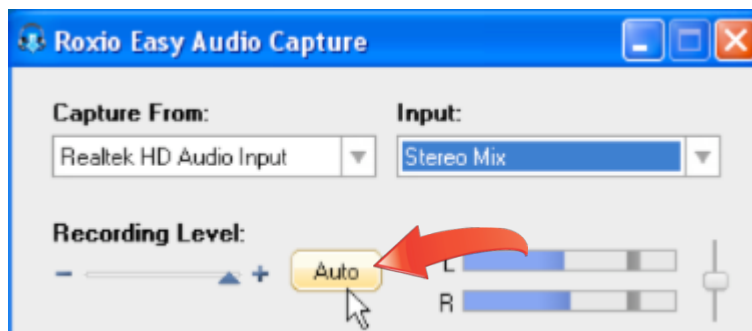 Roxio Easy Audio Capture
Capture From: Input:
Realtek HD Audio Input Stereo Mix
Recording Level:
- + Auto L
R